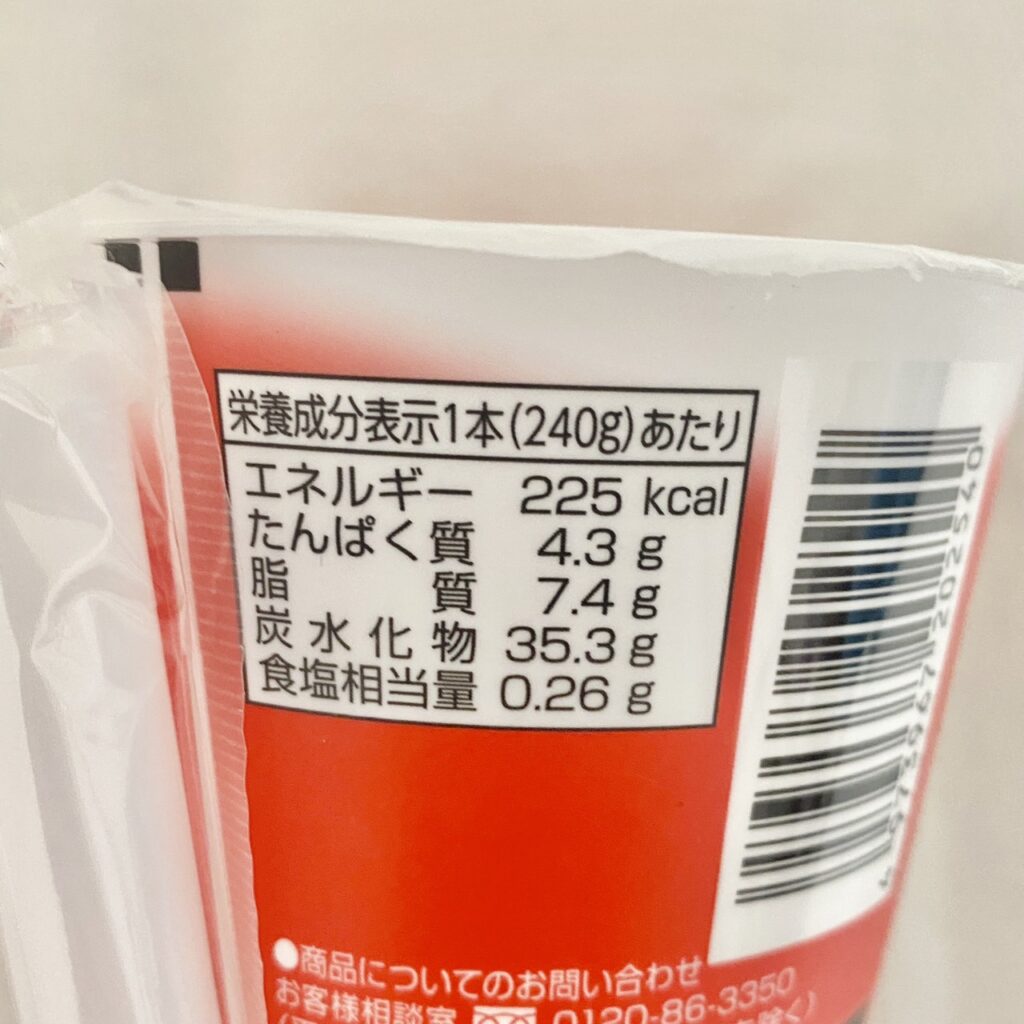 栄養成分表示1本(240g)あたり
エネルギー 225 kcal
たんぱく質 4.3 g
脂質 7.4 g
炭水化物 35.3 g
食塩相当量 0.26 g
●商品についてのお問い合わせ
お客様相談室 0120-86-3350